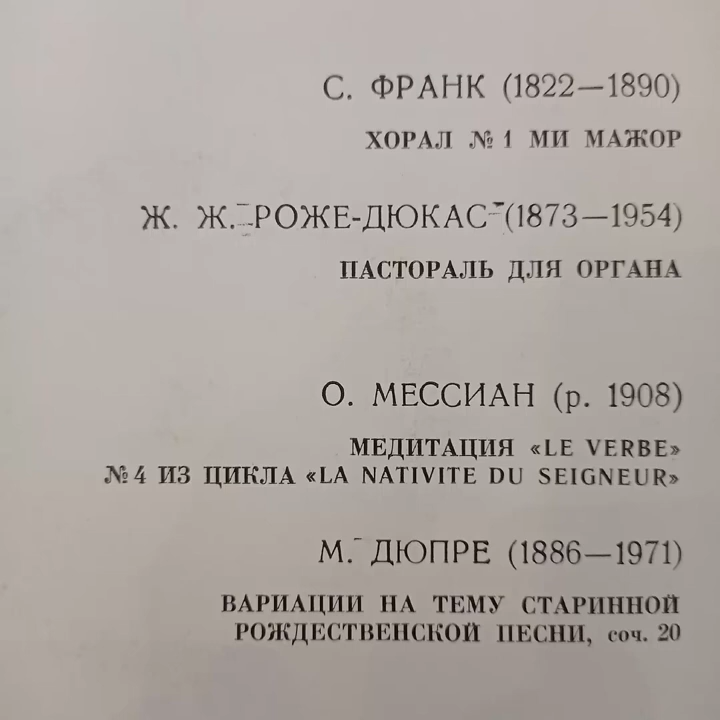 С. ФРАНК (1822—1890)
ХОРАЛ № 1 МИ МАЖОР
Ж. Ж. РОЖЕ-ДЮКАС (1873—1954)
ПАСТОРАЛЬ ДЛЯ ОРГАНА
О. МЕССИАН (р. 1908)
МЕДИТАЦИЯ «LE VERBE»
№ 4 ИЗ ЦИКЛА «LA NATIVITE DU SEIGNEUR»
М. ДЮПРЕ (1886—1971)
ВАРИАЦИИ НА ТЕМУ СТАРИННОЙ
РОЖДЕСТВЕНСКОЙ ПЕСНИ, соч. 20